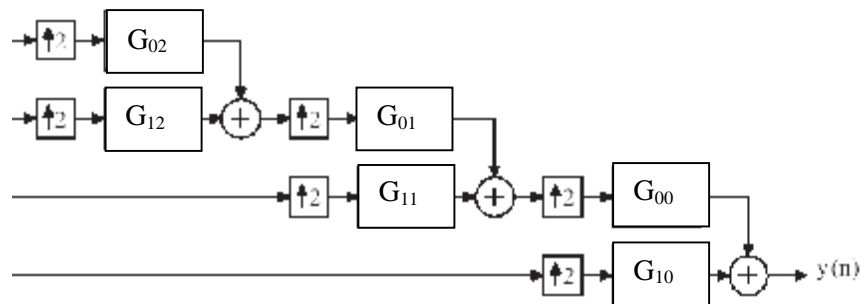 ↑2 G₀₂
↑2 G₁₂ + ↑2 G₀₁
↑2 G₁₁ + ↑2 G₀₀
↑2 G₁₀ + y(n)